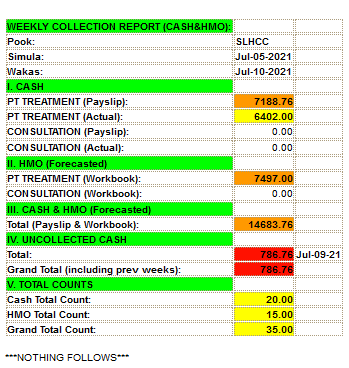 WEEKLY COLLECTION REPORT (CASH&HMO):
Pook: SLHCC
Simula: Jul-05-2021
Wakas: Jul-10-2021
I. CASH
PT TREATMENT (Payslip): 7188.76
PT TREATMENT (Actual): 6402.00
CONSULTATION (Payslip): 0.00
CONSULTATION (Actual): 0.00
II. HMO (Forecasted)
PT TREATMENT (Workbook): 7497.00
CONSULTATION (Workbook): 0.00
III. CASH & HMO (Forecasted)
Total (Payslip & Workbook): 14683.76
IV. UNCOLLECTED CASH
Total: 786.76 Jul-09-21
Grand Total (including prev weeks): 786.76
V. TOTAL COUNTS
Cash Total Count: 20.00
HMO Total Count: 15.00
Grand Total Count: 35.00
***NOTHING FOLLOWS***